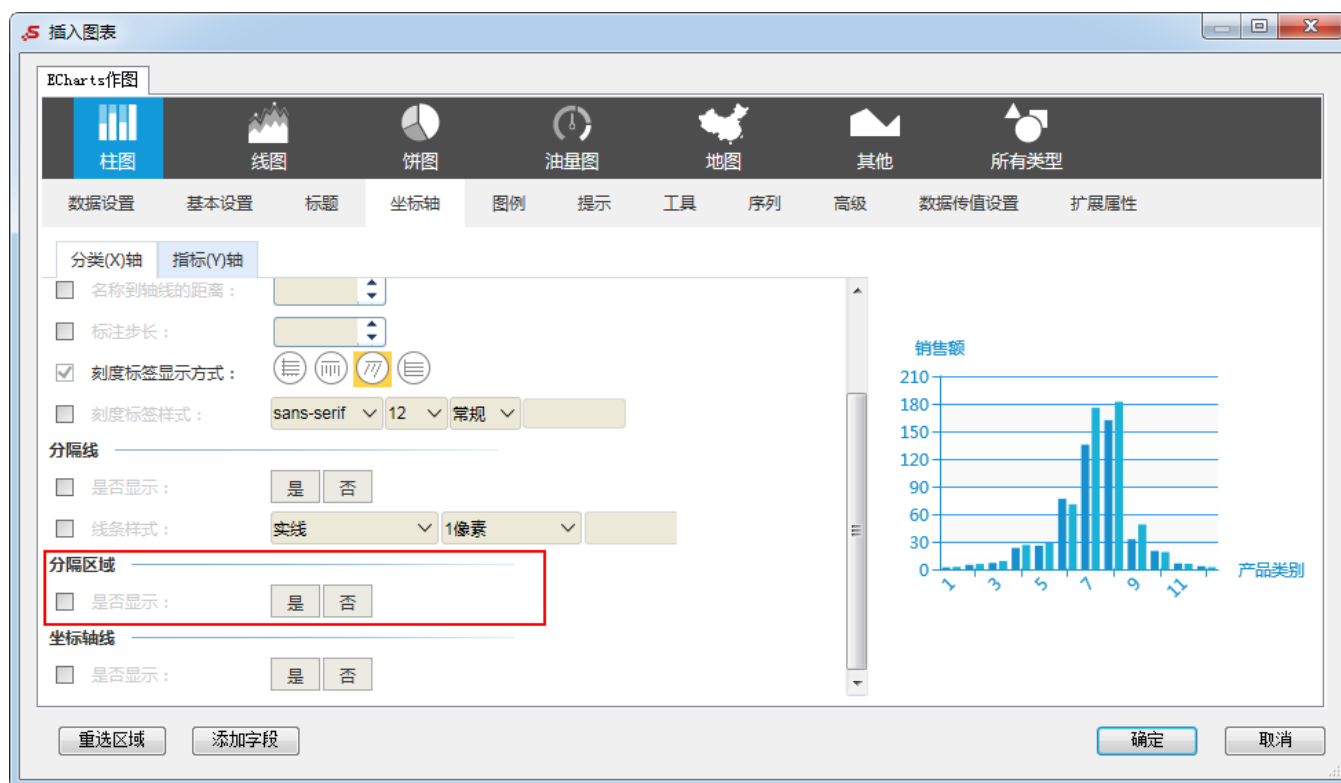 插入图表
ECharts作图
柱图 线图 饼图 油量图 地图 其他 所有类型
数据设置 基本设置 标题 坐标轴 图例 提示 工具 序列 高级 数据传值设置 扩展属性
分类(X)轴 指标(Y)轴
名称到轴线的距离：
标注步长：
刻度标签显示方式：
刻度标签样式： sans-serif 12 常规
分隔线
是否显示： 是 否
线条样式： 实线 1像素
分隔区域
是否显示： 是 否
坐标轴线
是否显示： 是 否
销售额
210
180
150
120
90
60
30
0
1 3 5 7 9 11
产品类别
重选区域 添加字段 确定 取消